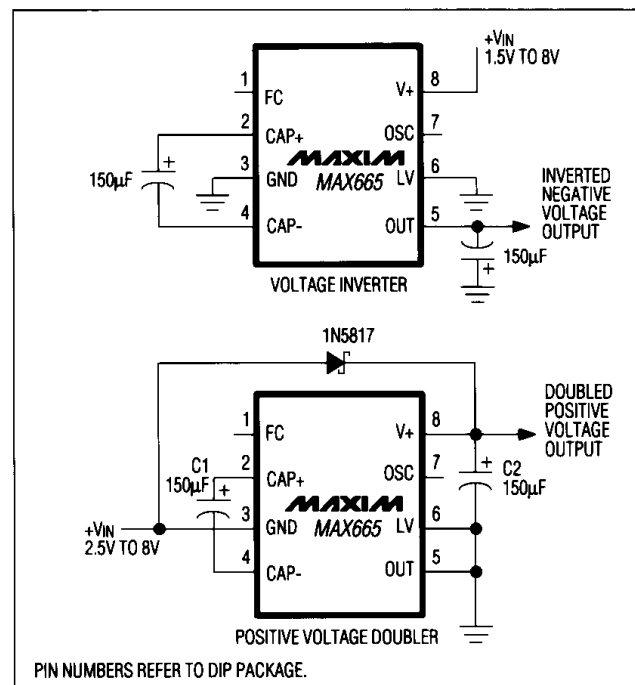 +VIN
1.5V TO 8V
1
FC
V+
8
2
CAP+
OSC
7
150µF
+
3
GND
MAXIM
MAX665
LV
6
4
CAP-
OUT
5
INVERTED
NEGATIVE
VOLTAGE
OUTPUT
150µF
+
VOLTAGE INVERTER
1N5817
1
FC
V+
8
DOUBLED
POSITIVE
VOLTAGE
OUTPUT
C1
150µF
+
2
CAP+
OSC
7
+
C2
150µF
+VIN
2.5V TO 8V
3
GND
MAXIM
MAX665
LV
6
4
CAP-
OUT
5
POSITIVE VOLTAGE DOUBLER
PIN NUMBERS REFER TO DIP PACKAGE.